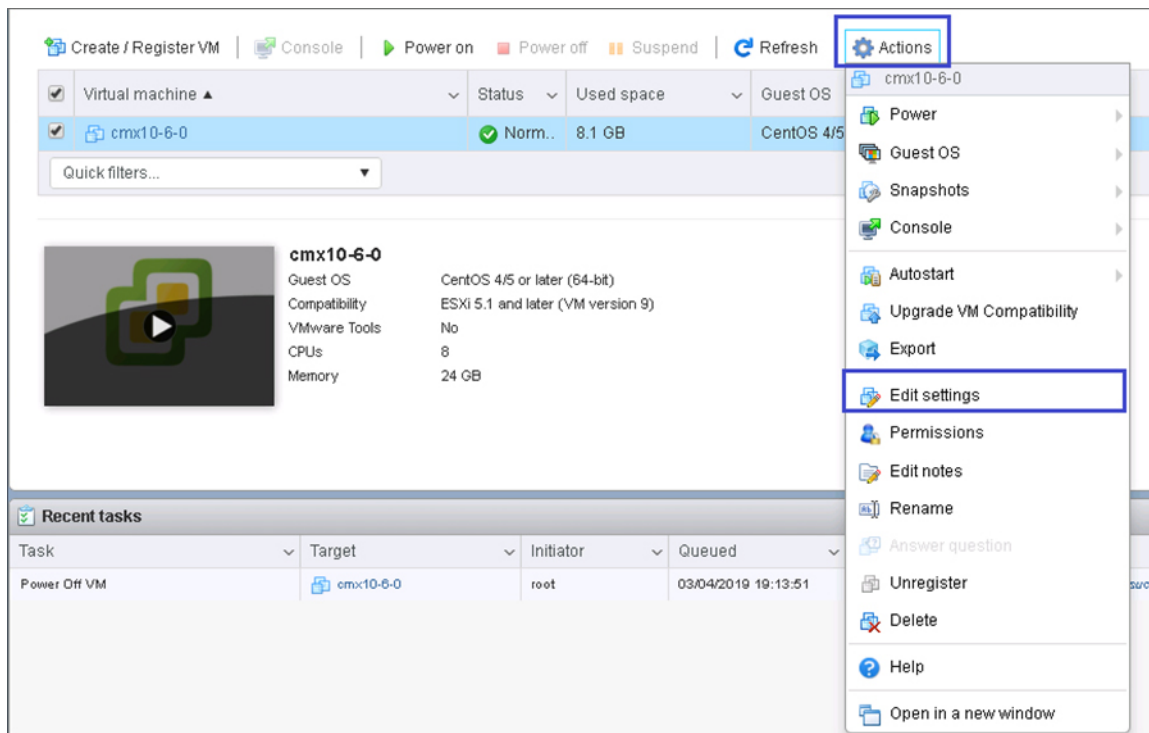 Create / Register VM Console Power on Power off Suspend Refresh Actions
Virtual machine ▲ Status Used space Guest OS
cmx10-6-0 Norm.. 8.1 GB CentOS 4/5
Quick filters...
cmx10-6-0
Guest OS CentOS 4/5 or later (64-bit)
Compatibility ESXi 5.1 and later (VM version 9)
VMware Tools No
CPUs 8
Memory 24 GB
cmx10-6-0
Power
Guest OS
Snapshots
Console
Autostart
Upgrade VM Compatibility
Export
Edit settings
Permissions
Edit notes
Rename
Answer question
Unregister
Delete
Help
Open in a new window
Recent tasks
Task Target Initiator Queued
Power Off VM cmx10-6-0 root 03/04/2019 19:13:51 suc